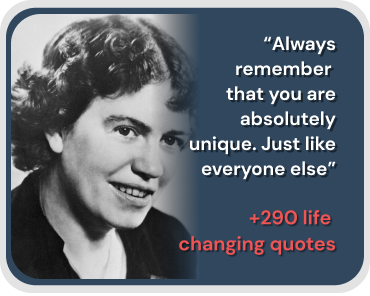 “Always
remember
that you are
absolutely
unique. Just like
everyone else”
+290 life
changing quotes